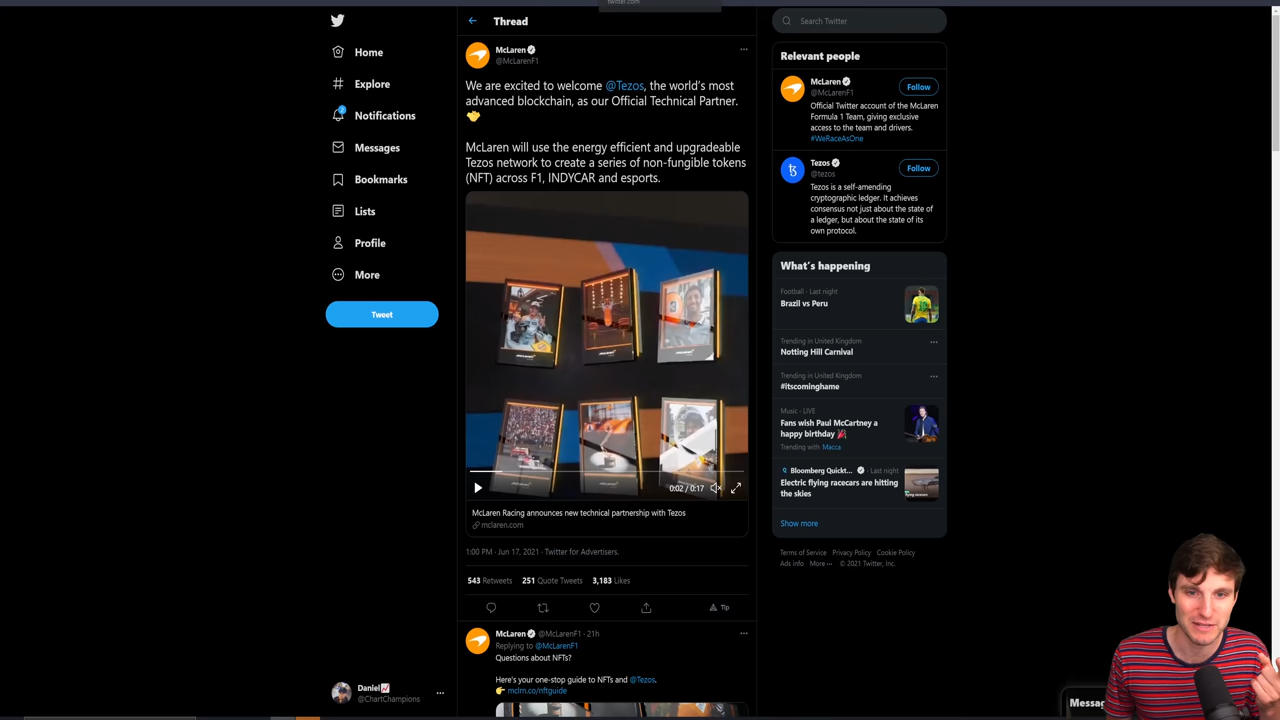 twitter.com
Thread
Search Twitter
Home
Explore
2
Notifications
Messages
Bookmarks
Lists
Profile
More
Tweet
McLaren
@McLarenF1
We are excited to welcome @Tezos, the world's most
advanced blockchain, as our Official Technical Partner.
McLaren will use the energy efficient and upgradeable
Tezos network to create a series of non-fungible tokens
(NFT) across F1, INDYCAR and esports.
0:02 / 0:17
McLaren Racing announces new technical partnership with Tezos
mclaren.com
1:00 PM · Jun 17, 2021 · Twitter for Advertisers.
543 Retweets 251 Quote Tweets 3,183 Likes
Tip
McLaren @McLarenF1 · 21h
Replying to @McLarenF1
Questions about NFTs?
Here's your one-stop guide to NFTs and @Tezos.
mclrn.co/nftguide
Relevant people
McLaren
@McLarenF1
Follow
Official Twitter account of the McLaren
Formula 1 Team, giving exclusive
access to the team and drivers.
#WeRaceAsOne
Tezos
@tezos
Follow
Tezos is a self-amending
cryptographic ledger. It achieves
consensus not just about the state of
a ledger, but about the state of its
own protocol.
What's happening
Football · Last night
Brazil vs Peru
Trending in United Kingdom
Notting Hill Carnival
Trending in United Kingdom
#itscominghame
Music · LIVE
Fans wish Paul McCartney a
happy birthday
Trending with Macca
Bloomberg Quickt... · Last night
Electric flying racecars are hitting
the skies
Show more
Terms of Service Privacy Policy Cookie Policy
Ads info More ··· © 2021 Twitter, Inc.
Daniel
@ChartChampions
Messag